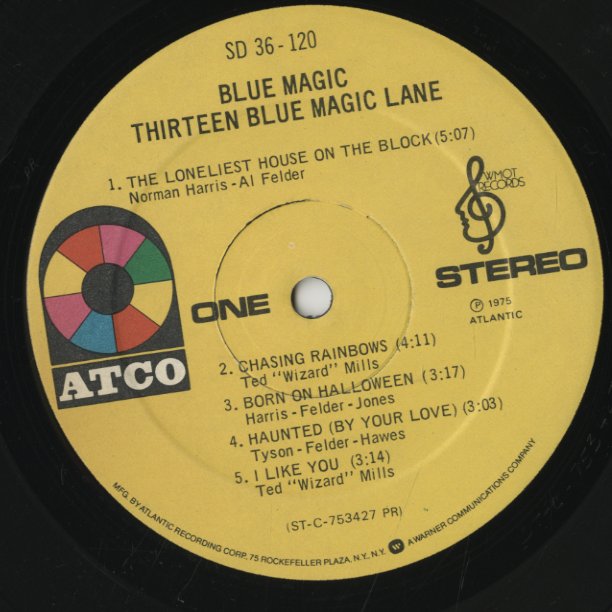 SD 36-120
BLUE MAGIC
THIRTEEN BLUE MAGIC LANE
1. THE LONELIEST HOUSE ON THE BLOCK (5:07)
Norman Harris - Al Felder
WMOT
RECORDS
ATCO
ONE
STEREO
Ⓟ 1975
ATLANTIC
2. CHASING RAINBOWS (4:11)
Ted "Wizard" Mills
3. BORN ON HALLOWEEN (3:17)
Harris - Felder - Jones
4. HAUNTED (BY YOUR LOVE) (3:03)
Tyson - Felder - Hawes
5. I LIKE YOU (3:14)
Ted "Wizard" Mills
(ST-C-753427 PR)
MFG. BY ATLANTIC RECORDING CORP. 75 ROCKEFELLER PLAZA, N.Y., N.Y. W A WARNER COMMUNICATIONS COMPANY